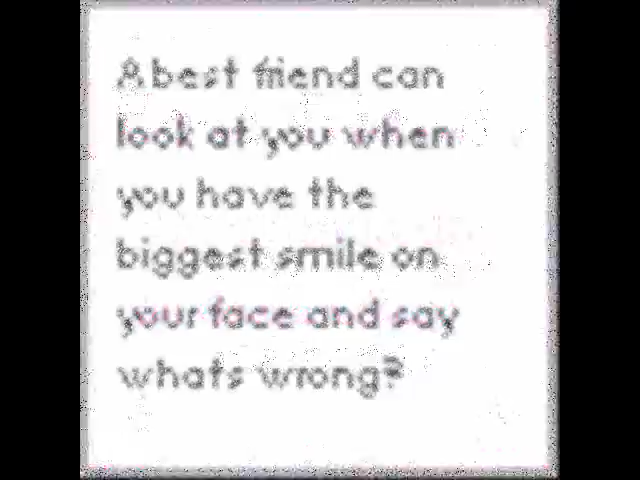 A best friend can
look at you when
you have the
biggest smile on
your face and say
whats wrong?